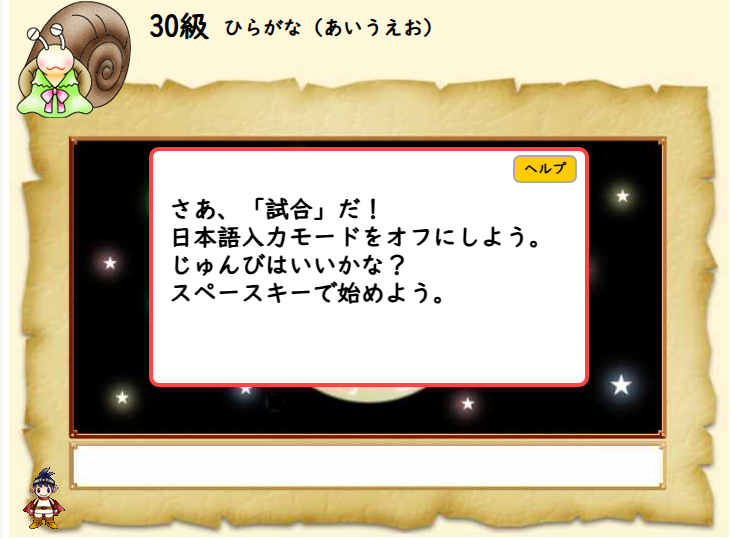 30級 ひらがな（あいうえお）
ヘルプ
さあ、「試合」だ！
日本語入力モードをオフにしよう。
じゅんびはいいかな？
スペースキーで始めよう。